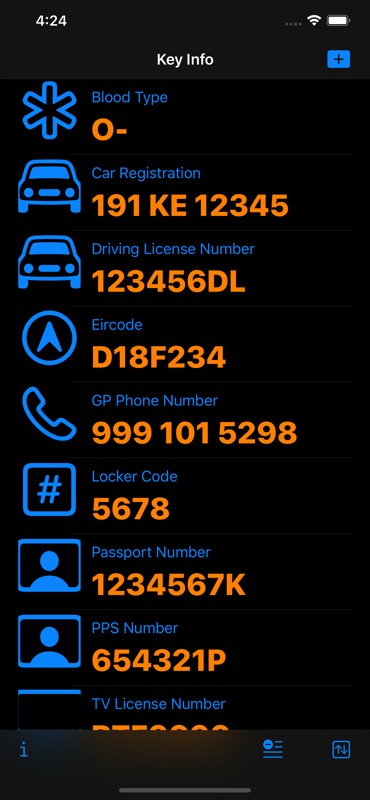 4:24
Key Info
Blood Type
O-
Car Registration
191 KE 12345
Driving License Number
123456DL
Eircode
D18F234
GP Phone Number
999 101 5298
#
Locker Code
5678
Passport Number
1234567K
PPS Number
654321P
TV License Number